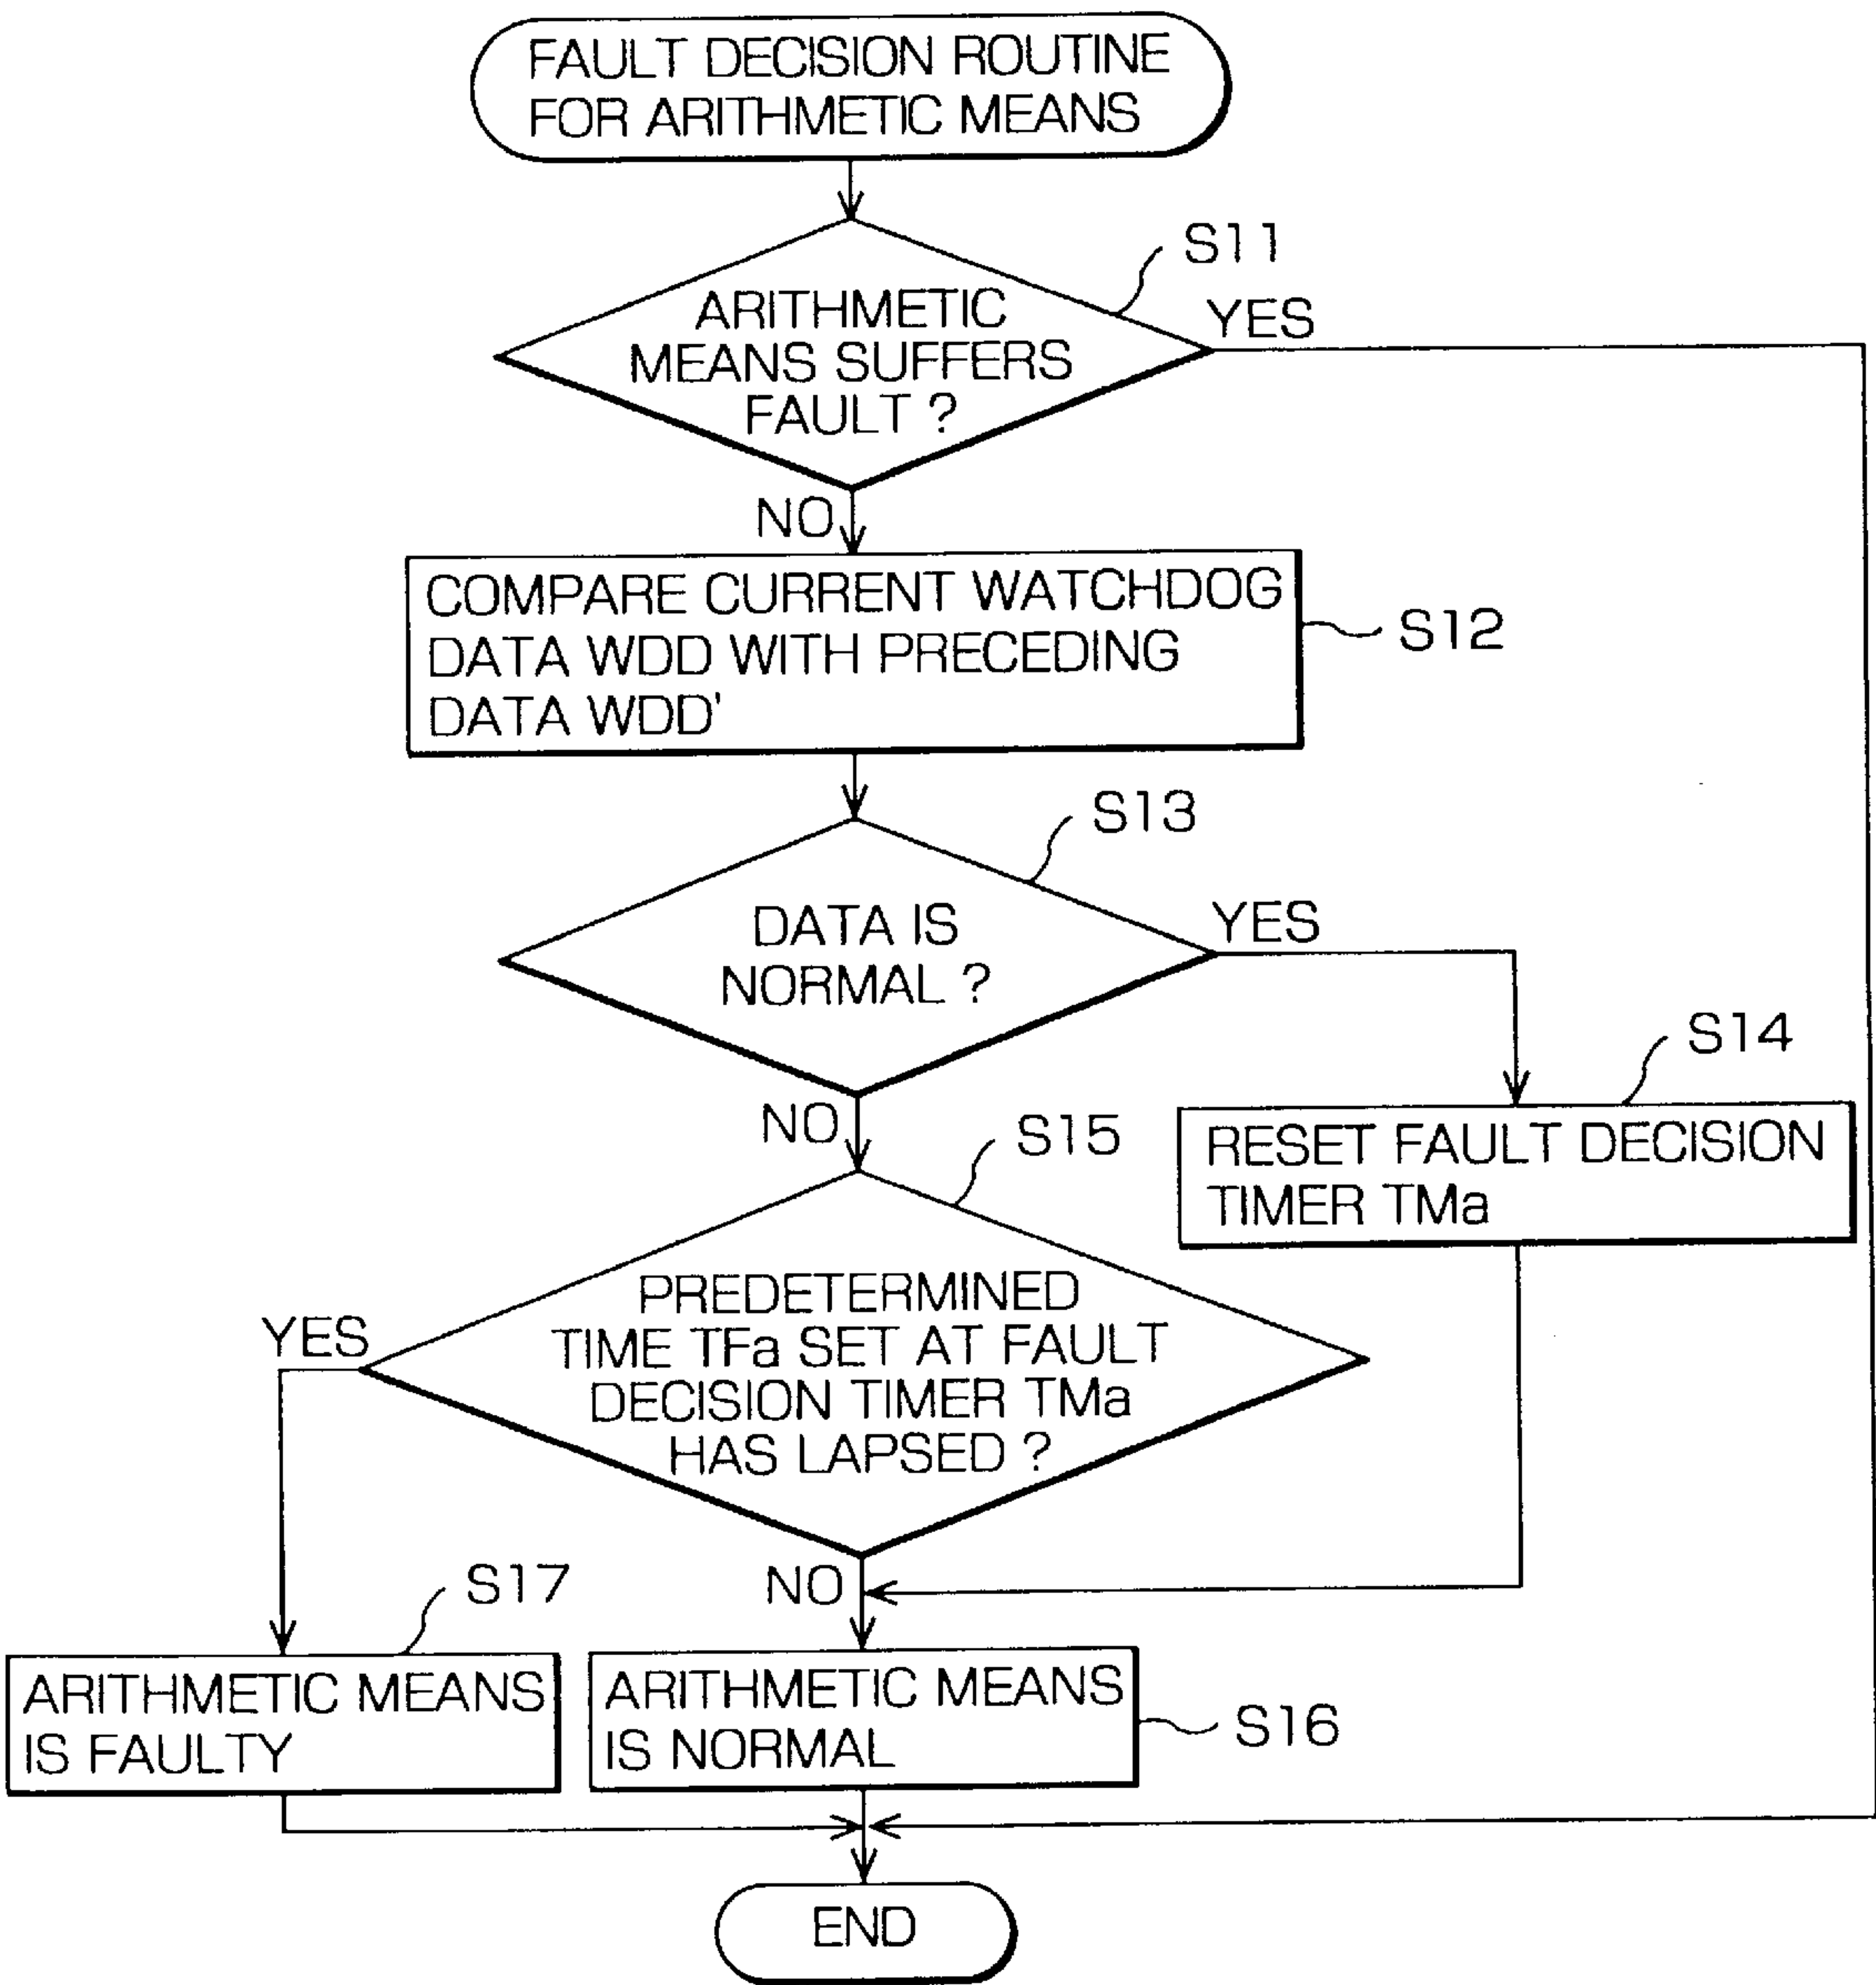 FAULT DECISION ROUTINE
FOR ARITHMETIC MEANS
S11
ARITHMETIC
MEANS SUFFERS
FAULT ?
YES
NO
COMPARE CURRENT WATCHDOG
DATA WDD WITH PRECEDING
DATA WDD'
S12
S13
DATA IS
NORMAL ?
YES
NO
S14
RESET FAULT DECISION
TIMER TMa
S15
PREDETERMINED
TIME TFa SET AT FAULT
DECISION TIMER TMa
HAS LAPSED ?
YES
NO
S17
ARITHMETIC MEANS
IS FAULTY
ARITHMETIC MEANS
IS NORMAL
S16
END